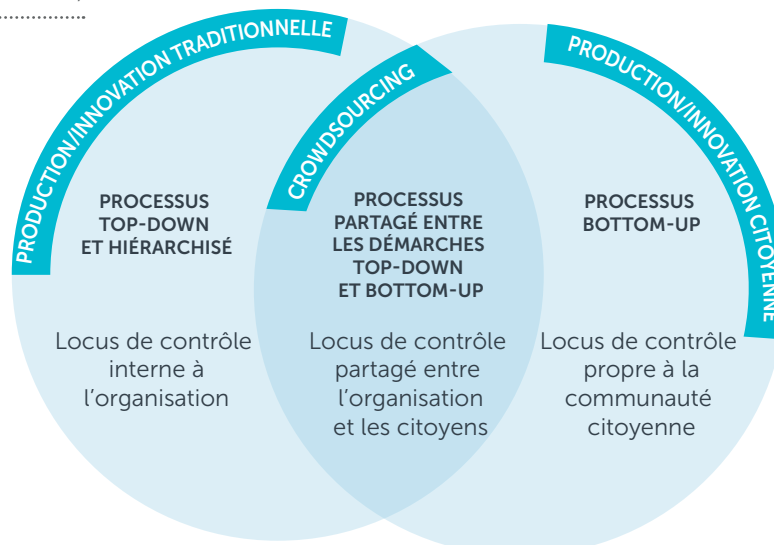 PRODUCTION/INNOVATION TRADITIONNELLE
PROCESSUS
TOP-DOWN
ET HIÉRARCHISÉ
Locus de contrôle
interne à
l’organisation
CROWDSOURCING
PROCESSUS
PARTAGÉ ENTRE
LES DÉMARCHES
TOP-DOWN
ET BOTTOM-UP
Locus de contrôle
partagé entre
l’organisation
et les citoyens
PRODUCTION/INNOVATION CITOYENNE
PROCESSUS
BOTTOM-UP
Locus de contrôle
propre à la
communauté
citoyenne